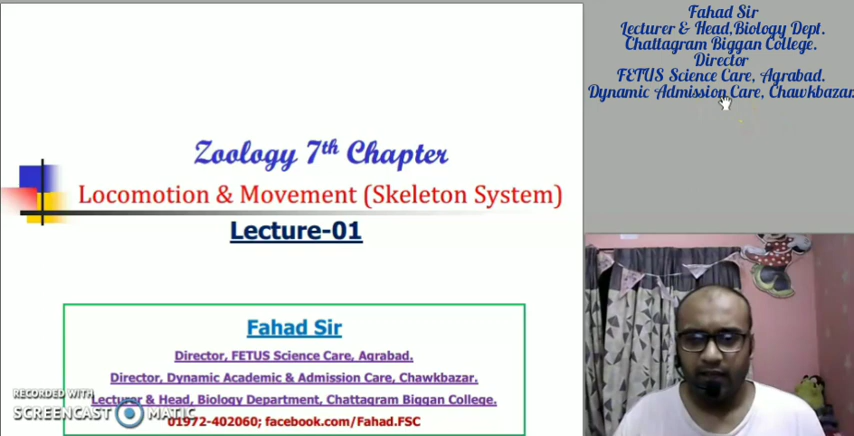 Zoology 7th Chapter
Locomotion & Movement (Skeleton System)
Lecture-01
Fahad Sir
Director, FETUS Science Care, Agrabad.
Director, Dynamic Academic & Admission Care, Chawkbazar.
Lecturer & Head, Biology Department, Chattagram Biggan College.
01972-402060; facebook.com/Fahad.FSC
RECORDED WITH
SCREENCAST MATIC
Fahad Sir
Lecturer & Head,Biology Dept.
Chattagram Biggan College.
Director
FETUS Science Care, Agrabad.
Dynamic Admission Care, Chawkbazar.